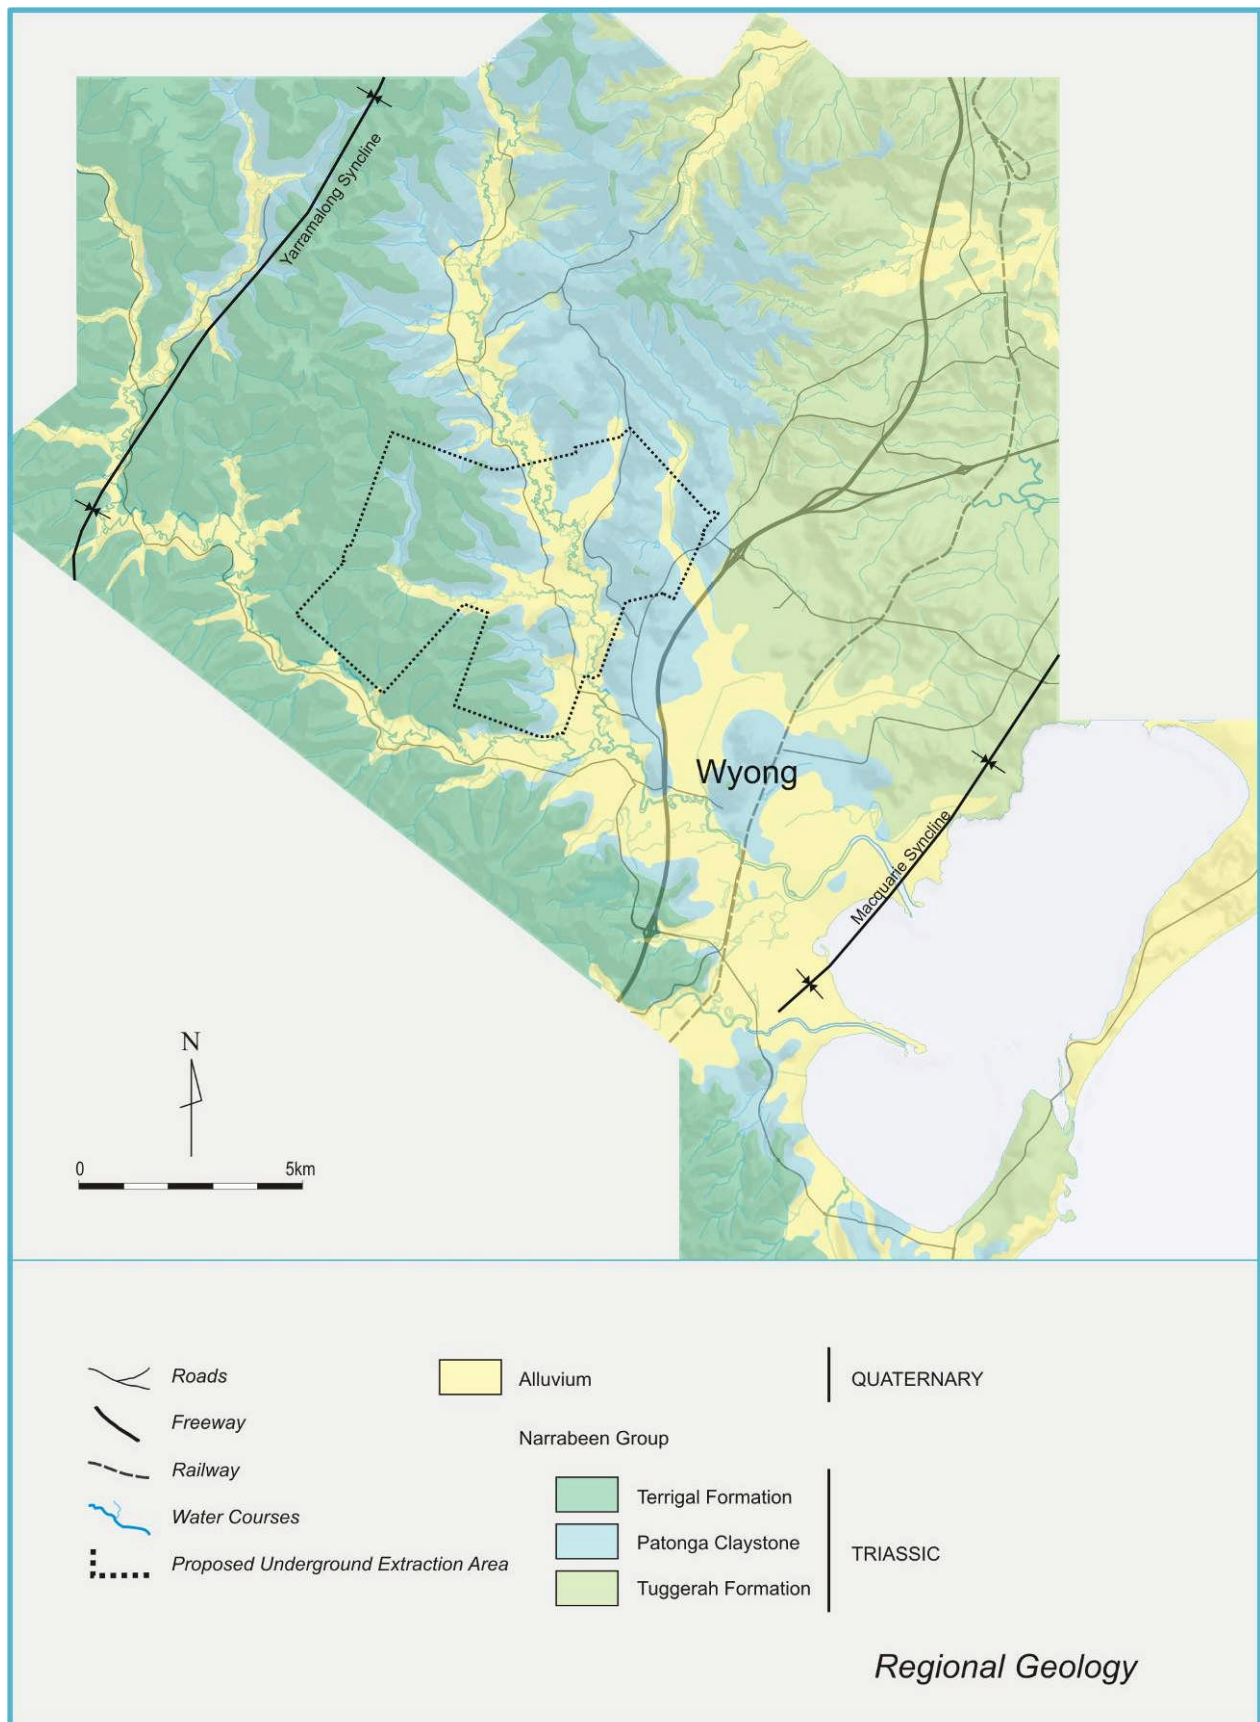 Yarramalong Syncline
Wyong
Macquarie Syncline
N
0 5km
Roads
Freeway
Railway
Water Courses
Proposed Underground Extraction Area
Alluvium
QUATERNARY
Narrabeen Group
Terrigal Formation
Patonga Claystone
Tuggerah Formation
TRIASSIC
Regional Geology